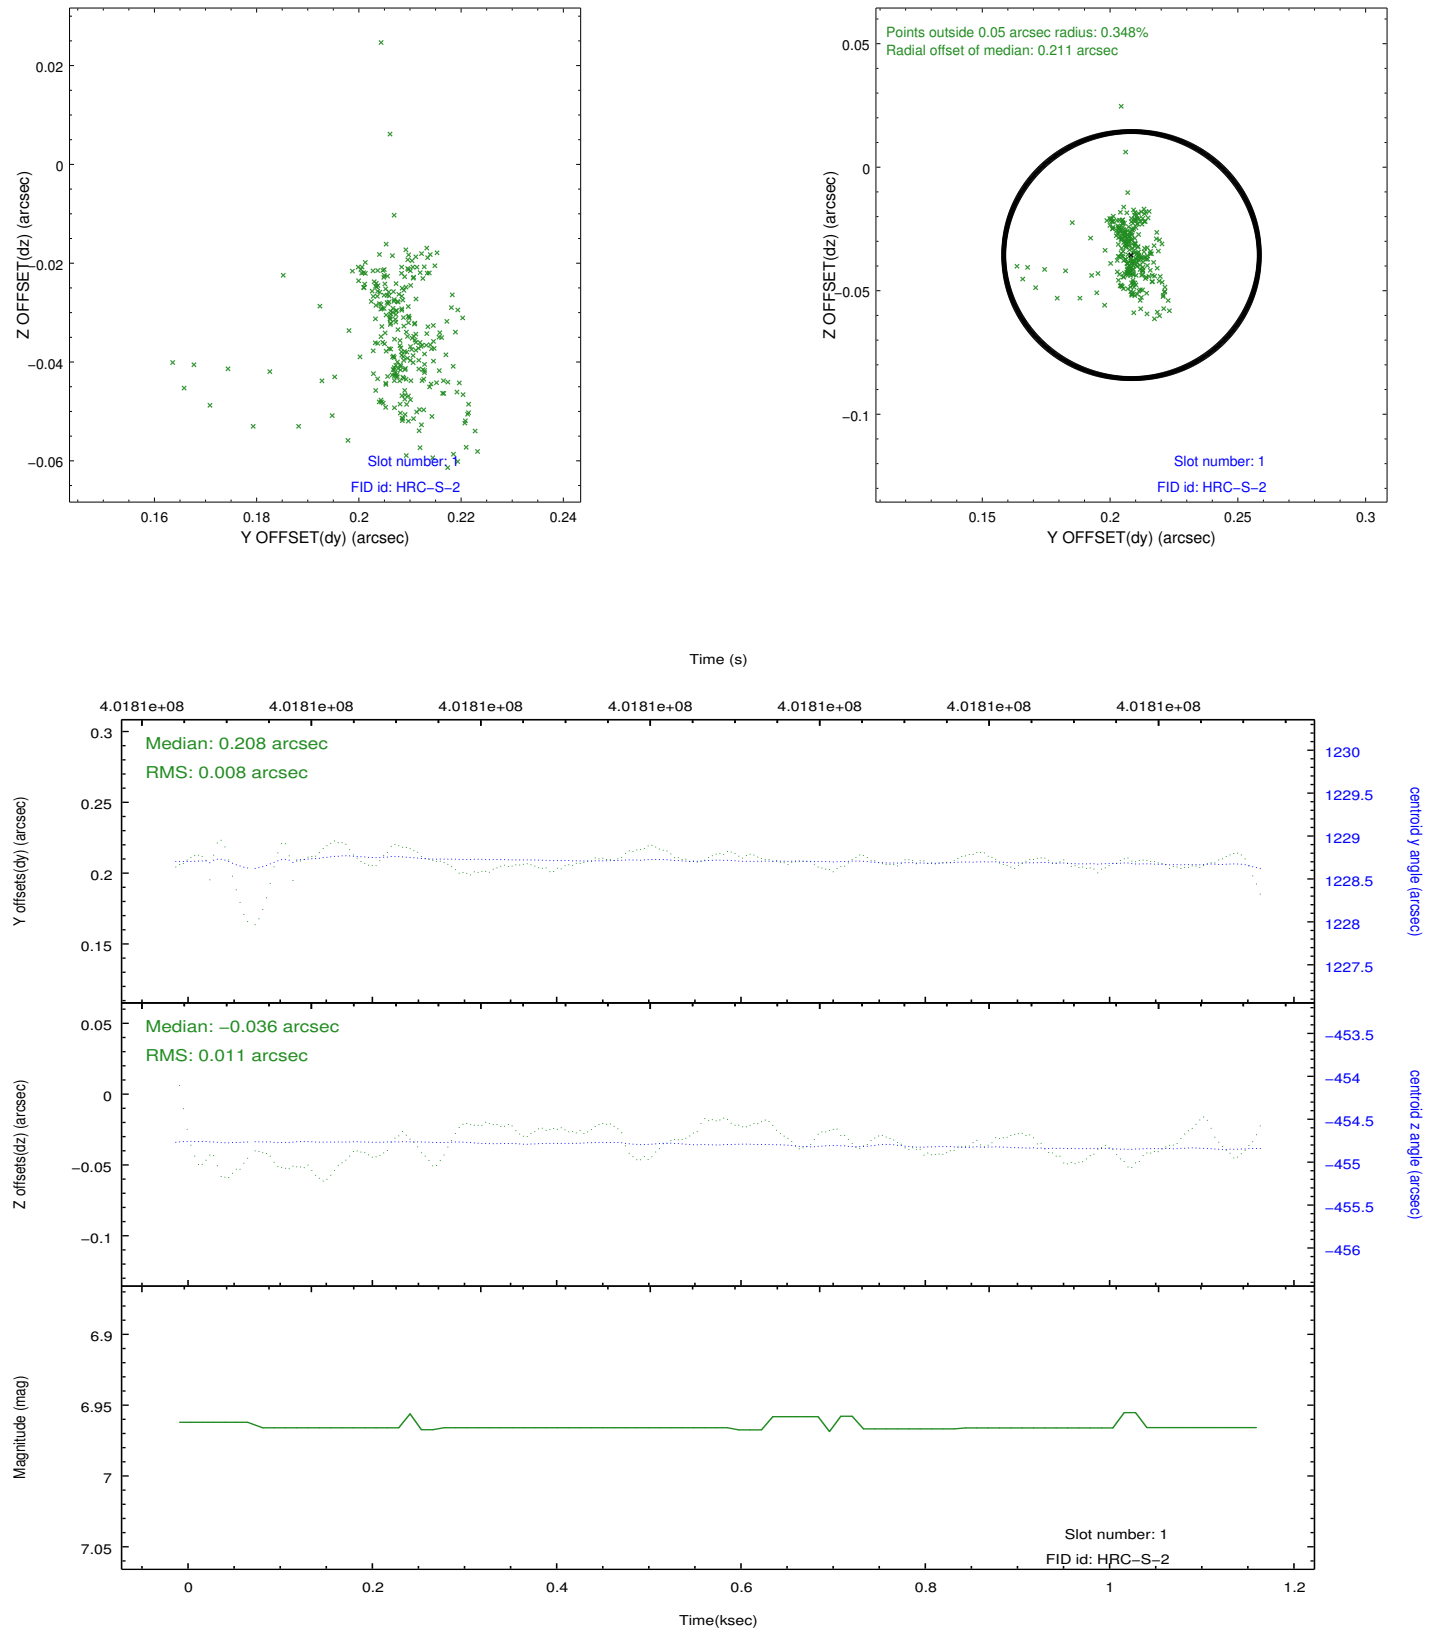 0.02
0
−0.02
−0.04
−0.06
Z OFFSET(dz) (arcsec)
0.16
0.18
0.2
0.22
0.24
Y OFFSET(dy) (arcsec)
Slot number: 1
FID id: HRC−S−2
Points outside 0.05 arcsec radius: 0.348%
Radial offset of median: 0.211 arcsec
0.05
0
−0.05
−0.1
Z OFFSET(dz) (arcsec)
0.15
0.2
0.25
0.3
Y OFFSET(dy) (arcsec)
Slot number: 1
FID id: HRC−S−2
Time (s)
4.0181e+08
4.0181e+08
4.0181e+08
4.0181e+08
4.0181e+08
4.0181e+08
4.0181e+08
Median: 0.208 arcsec
RMS: 0.008 arcsec
0.3
0.25
0.2
0.15
Y offsets(dy) (arcsec)
1230
1229.5
1229
1228.5
1228
1227.5
centroid y angle (arcsec)
Median: −0.036 arcsec
RMS: 0.011 arcsec
0.05
0
−0.05
−0.1
Z offsets(dz) (arcsec)
−453.5
−454
−454.5
−455
−455.5
−456
centroid z angle (arcsec)
6.9
6.95
7
7.05
Magnitude (mag)
Slot number: 1
FID id: HRC−S−2
0
0.2
0.4
0.6
0.8
1
1.2
Time(ksec)